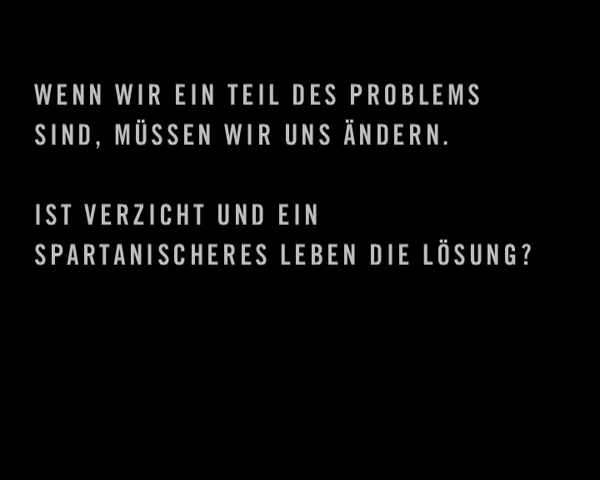 WENN WIR EIN TEIL DES PROBLEMS
SIND, MÜSSEN WIR UNS ÄNDERN.
IST VERZICHT UND EIN
SPARTANISCHERES LEBEN DIE LÖSUNG?